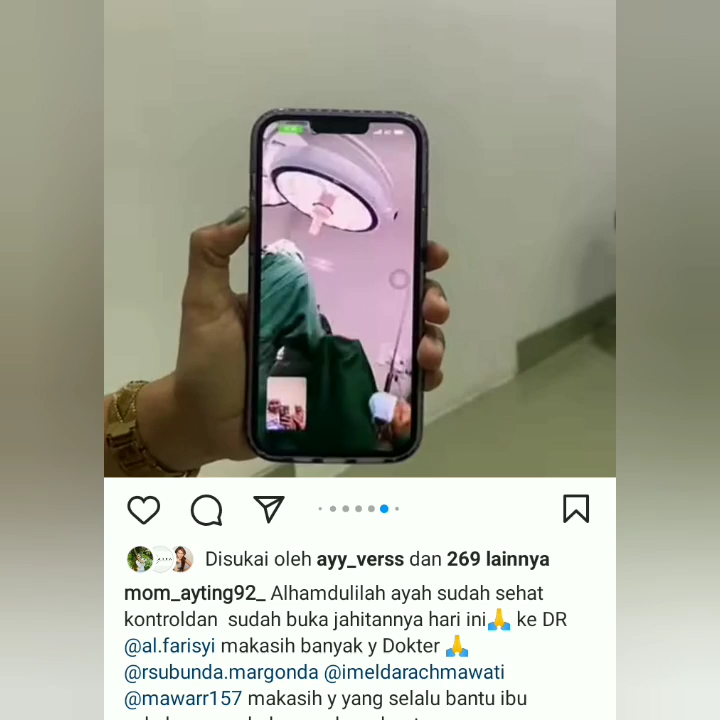 Disukai oleh ayy_verss dan 269 lainnya
mom_ayting92_ Alhamdulilah ayah sudah sehat
kontroldan sudah buka jahitannya hari ini🙏 ke DR
@al.farisyi makasih banyak y Dokter 🙏
@rsubunda.margonda @imeldarachmawati
@mawarr157 makasih y yang selalu bantu ibu